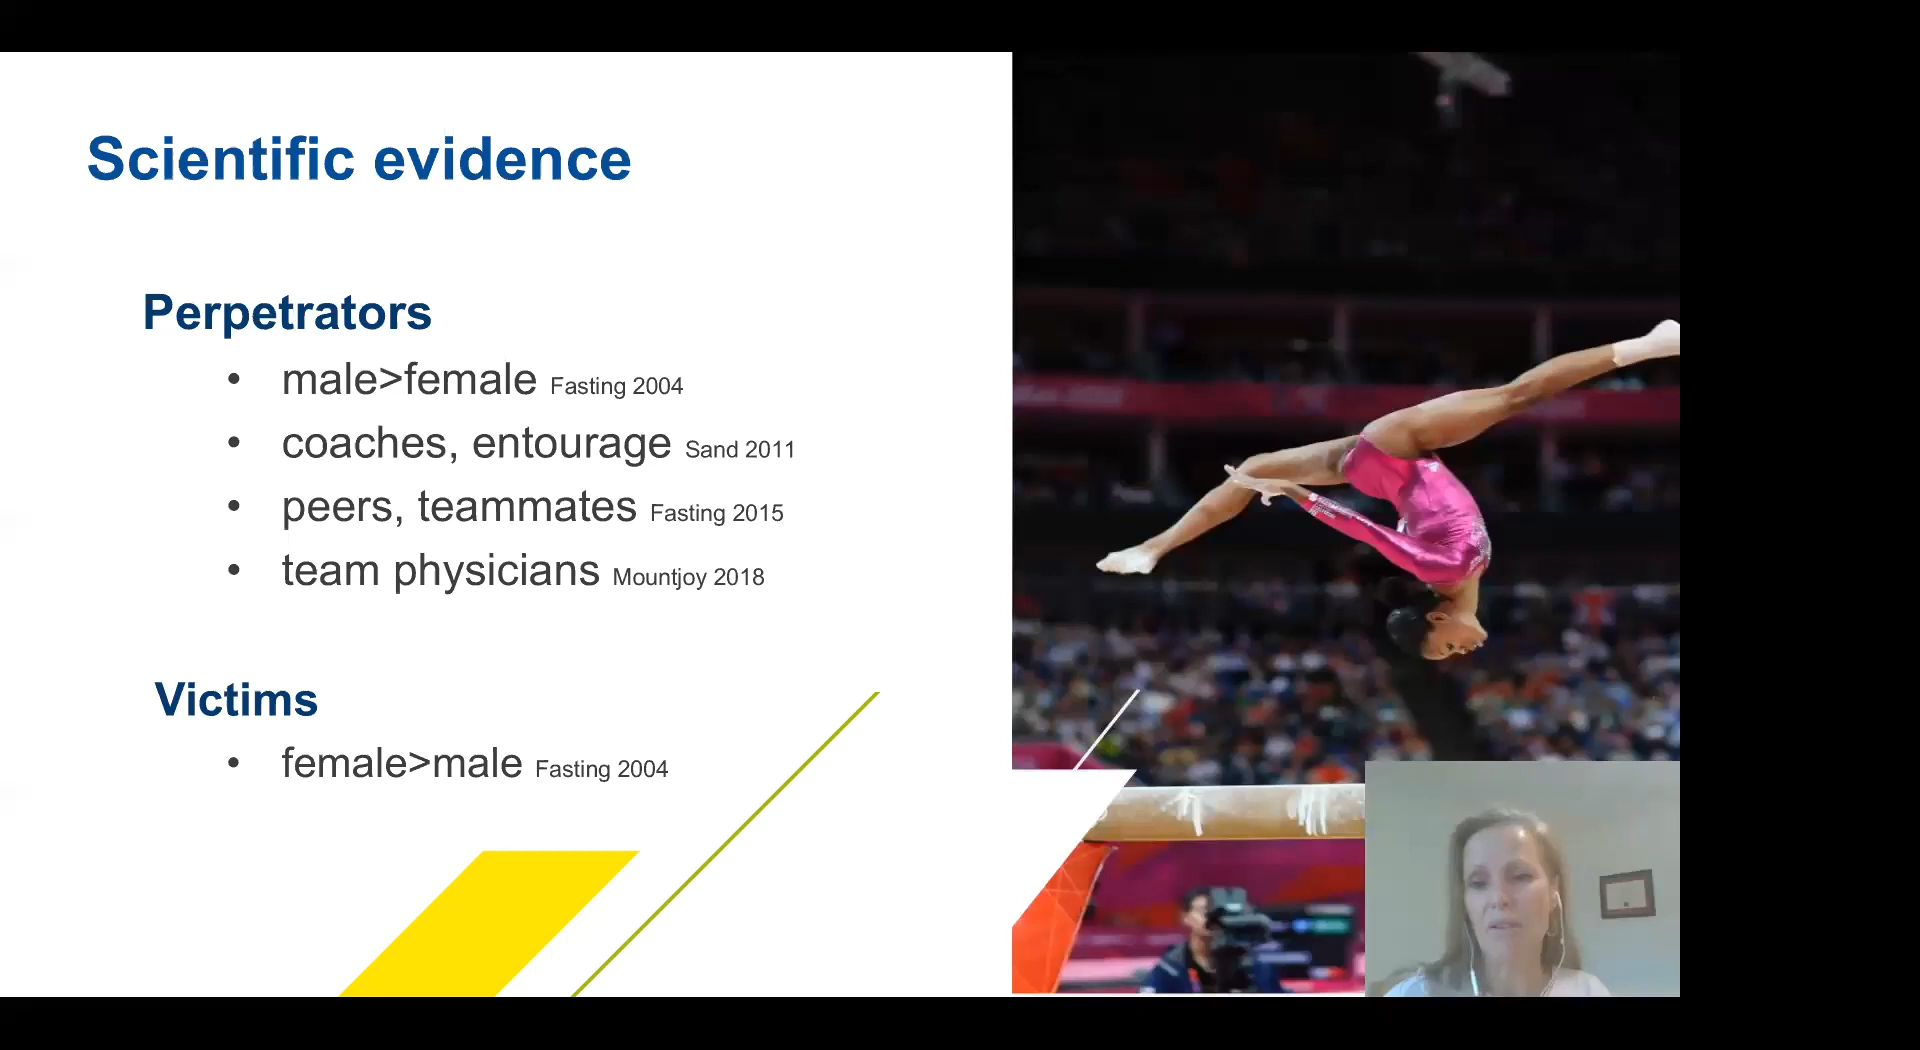 Scientific evidence
Perpetrators
• male>female Fasting 2004
• coaches, entourage Sand 2011
• peers, teammates Fasting 2015
• team physicians Mountjoy 2018
Victims
• female>male Fasting 2004